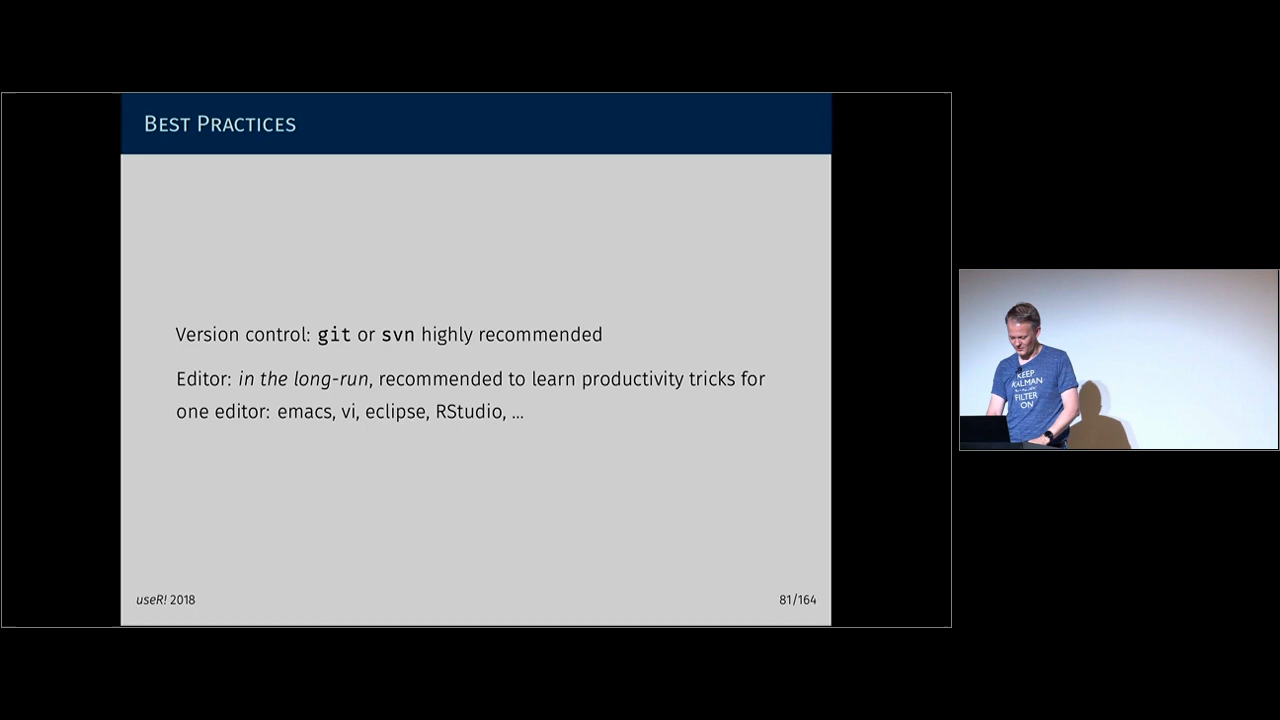 BEST PRACTICES
Version control: git or svn highly recommended
Editor: in the long-run, recommended to learn productivity tricks for
one editor: emacs, vi, eclipse, RStudio, ...
useR! 2018
81/164
KEEP
KALMAN
FILTER
ON